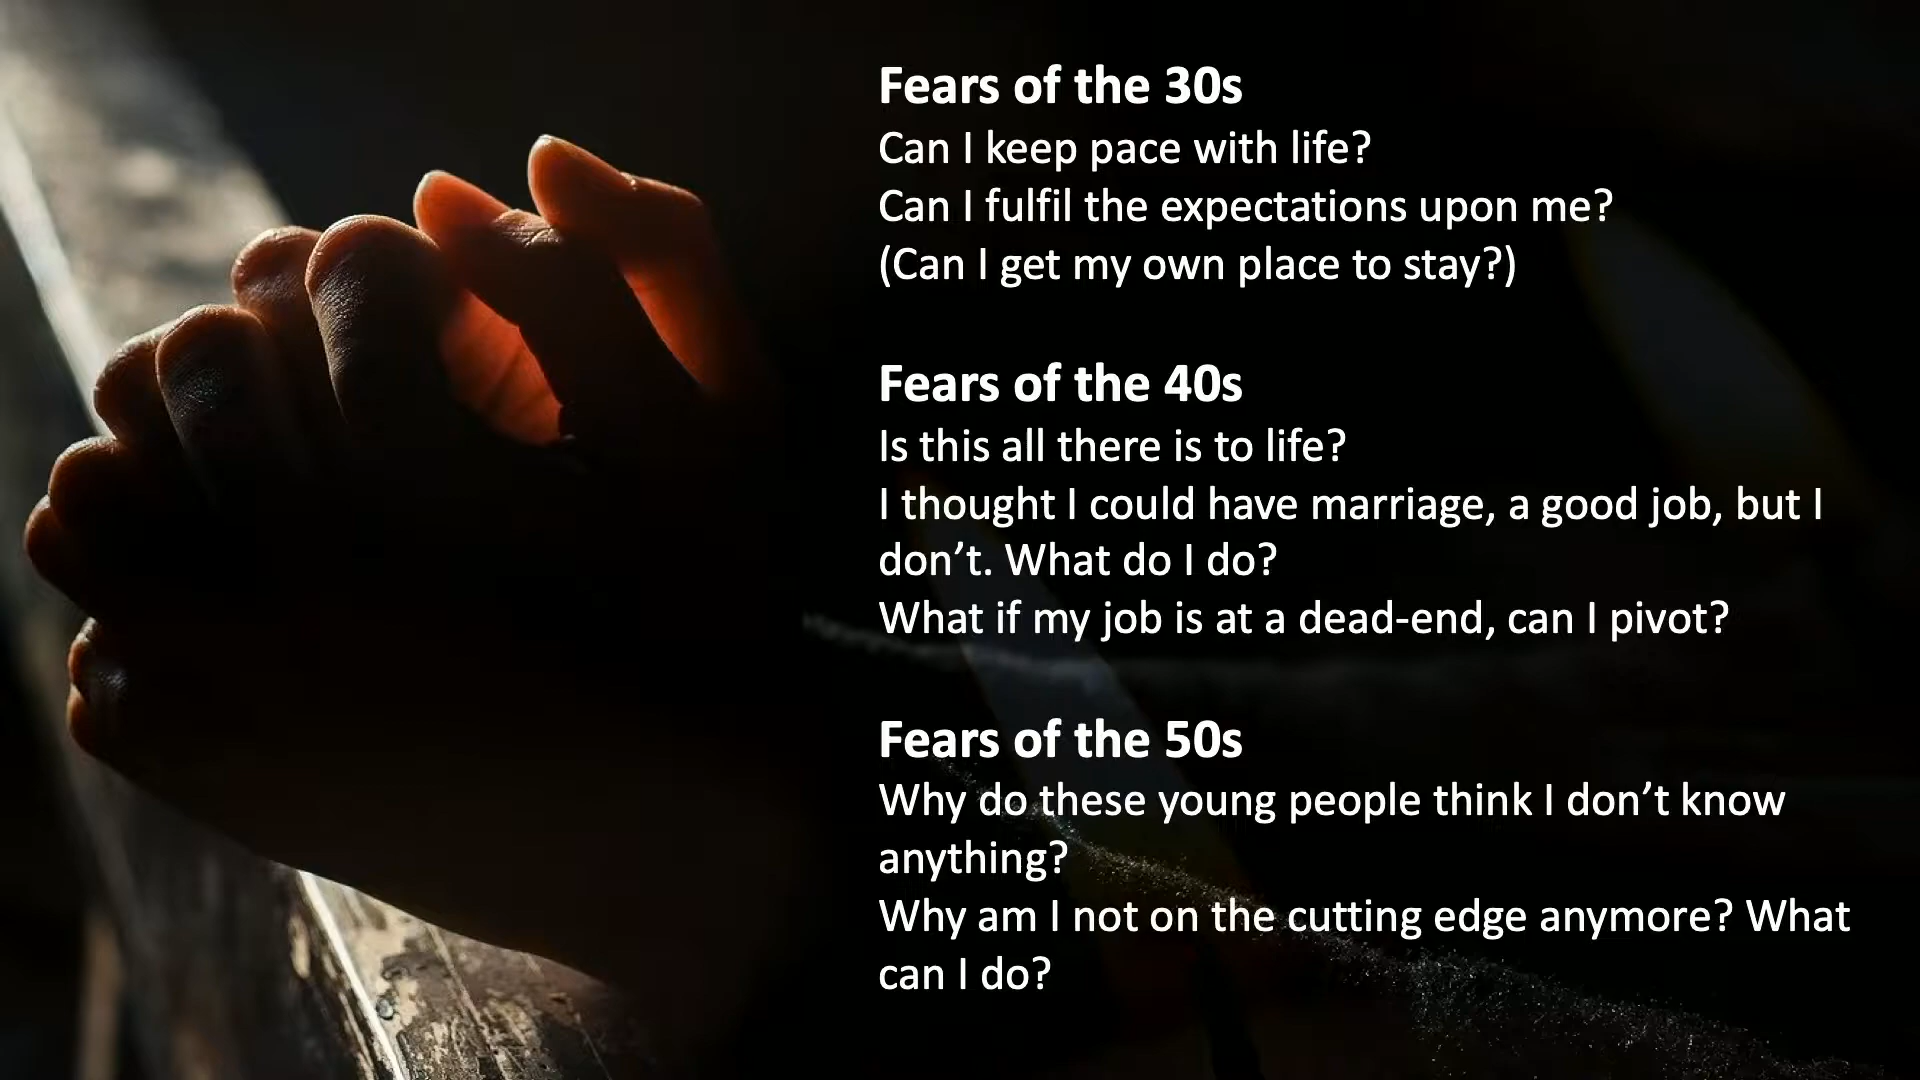 Fears of the 30s
Can I keep pace with life?
Can I fulfil the expectations upon me?
(Can I get my own place to stay?)
Fears of the 40s
Is this all there is to life?
I thought I could have marriage, a good job, but I
don’t. What do I do?
What if my job is at a dead-end, can I pivot?
Fears of the 50s
Why do these young people think I don’t know
anything?
Why am I not on the cutting edge anymore? What
can I do?